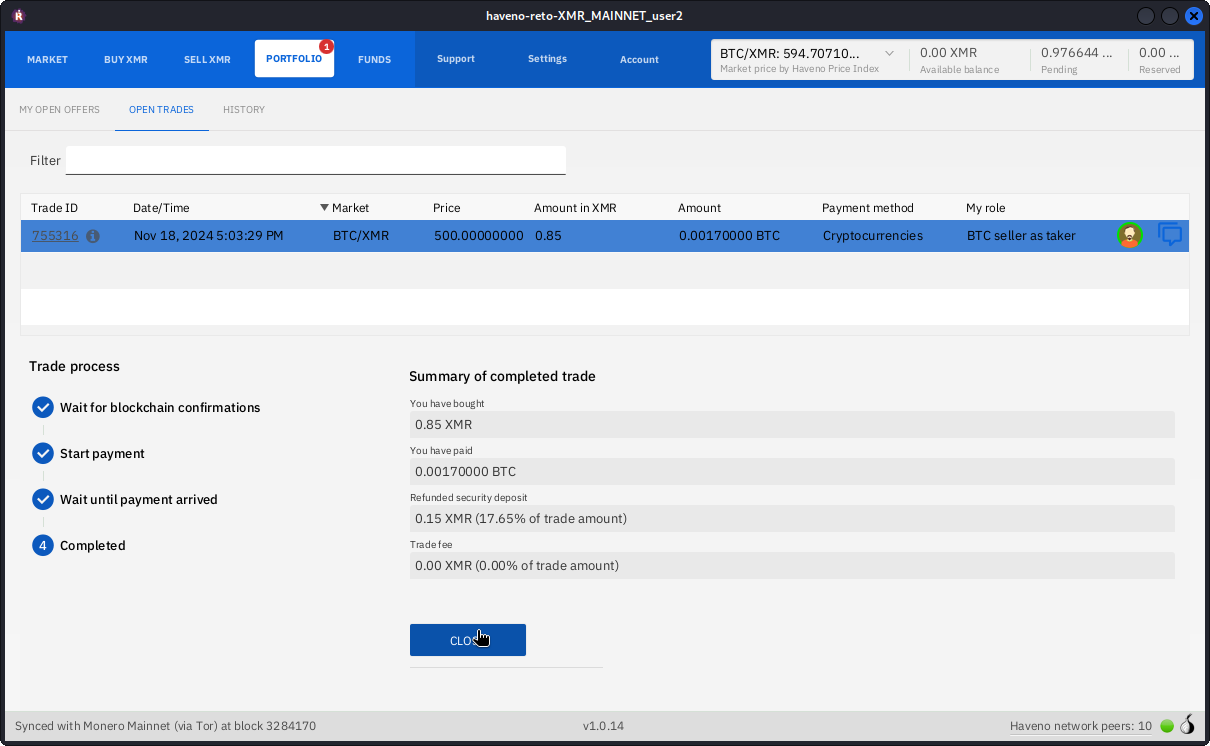 haveno-reto-XMR_MAINNET_user2
MARKET BUY XMR SELL XMR PORTFOLIO 1 FUNDS Support Settings Account
BTC/XMR: 594.70710... 0.00 XMR 0.976644 ... 0.00 ...
Market price by Haveno Price Index Available balance Pending Reserved
MY OPEN OFFERS OPEN TRADES HISTORY
Filter
Trade ID Date/Time Market Price Amount in XMR Amount Payment method My role
755316 Nov 18, 2024 5:03:29 PM BTC/XMR 500.00000000 0.85 0.00170000 BTC Cryptocurrencies BTC seller as taker
Trade process
Wait for blockchain confirmations
Start payment
Wait until payment arrived
4 Completed
Summary of completed trade
You have bought
0.85 XMR
You have paid
0.00170000 BTC
Refunded security deposit
0.15 XMR (17.65% of trade amount)
Trade fee
0.00 XMR (0.00% of trade amount)
Synced with Monero Mainnet (via Tor) at block 3284170 v1.0.14 Haveno network peers: 10